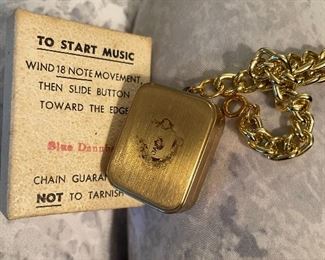 TO START MUSIC
WIND 18 NOTE MOVEMENT,
THEN SLIDE BUTTON
TOWARD THE EDGE
Blue Danube
CHAIN GUARAN
NOT TO TARNISH